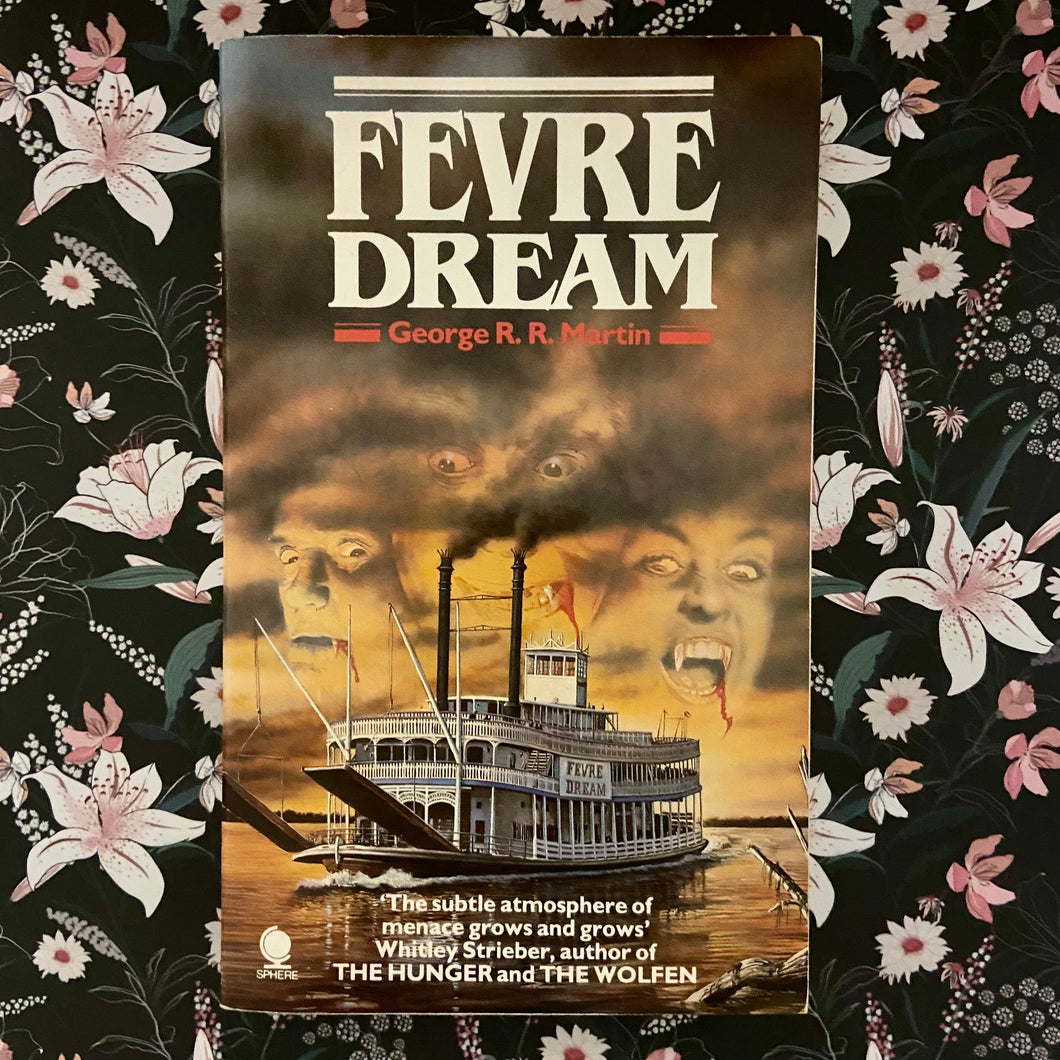 FEVRE
DREAM
George R. R. Martin
FEVRE
DREAM
'The subtle atmosphere of
menace grows and grows'
Whitley Strieber, author of
THE HUNGER and THE WOLFEN
SPHERE